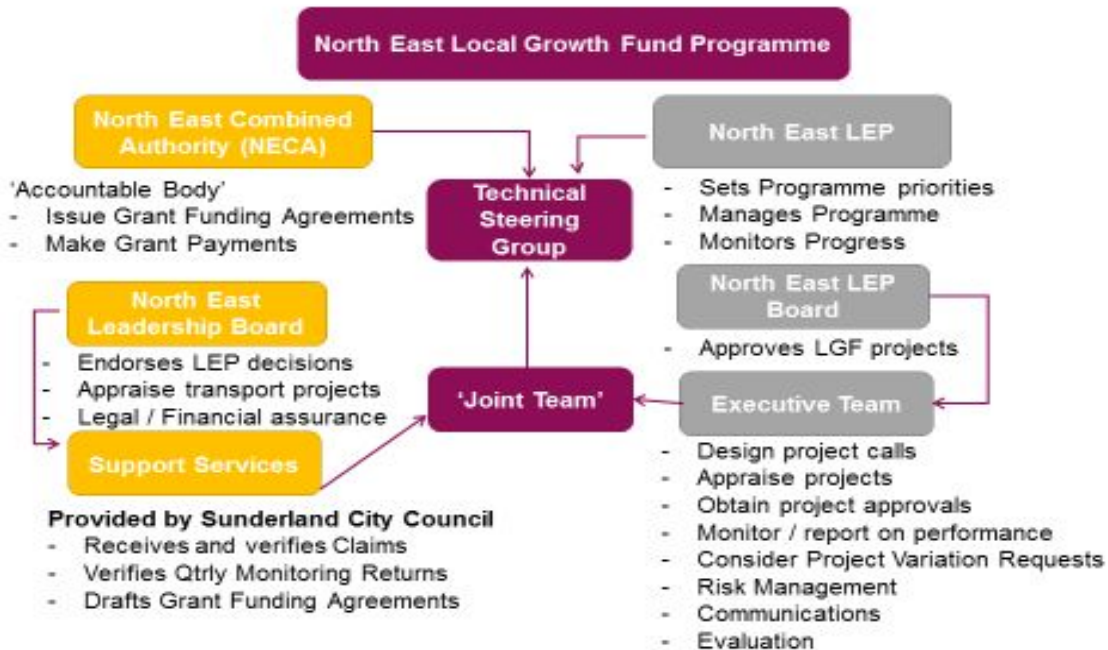 North East Local Growth Fund Programme
North East Combined
Authority (NECA)
'Accountable Body'
- Issue Grant Funding Agreements
- Make Grant Payments
North East LEP
- Sets Programme priorities
- Manages Programme
- Monitors Progress
Technical
Steering
Group
North East
Leadership Board
- Endorses LEP decisions
- Appraise transport projects
- Legal / Financial assurance
North East LEP
Board
- Approves LGF projects
'Joint Team'
Executive Team
- Design project calls
- Appraise projects
- Obtain project approvals
- Monitor / report on performance
- Consider Project Variation Requests
- Risk Management
- Communications
- Evaluation
Support Services
Provided by Sunderland City Council
- Receives and verifies Claims
- Verifies Qtrly Monitoring Returns
- Drafts Grant Funding Agreements